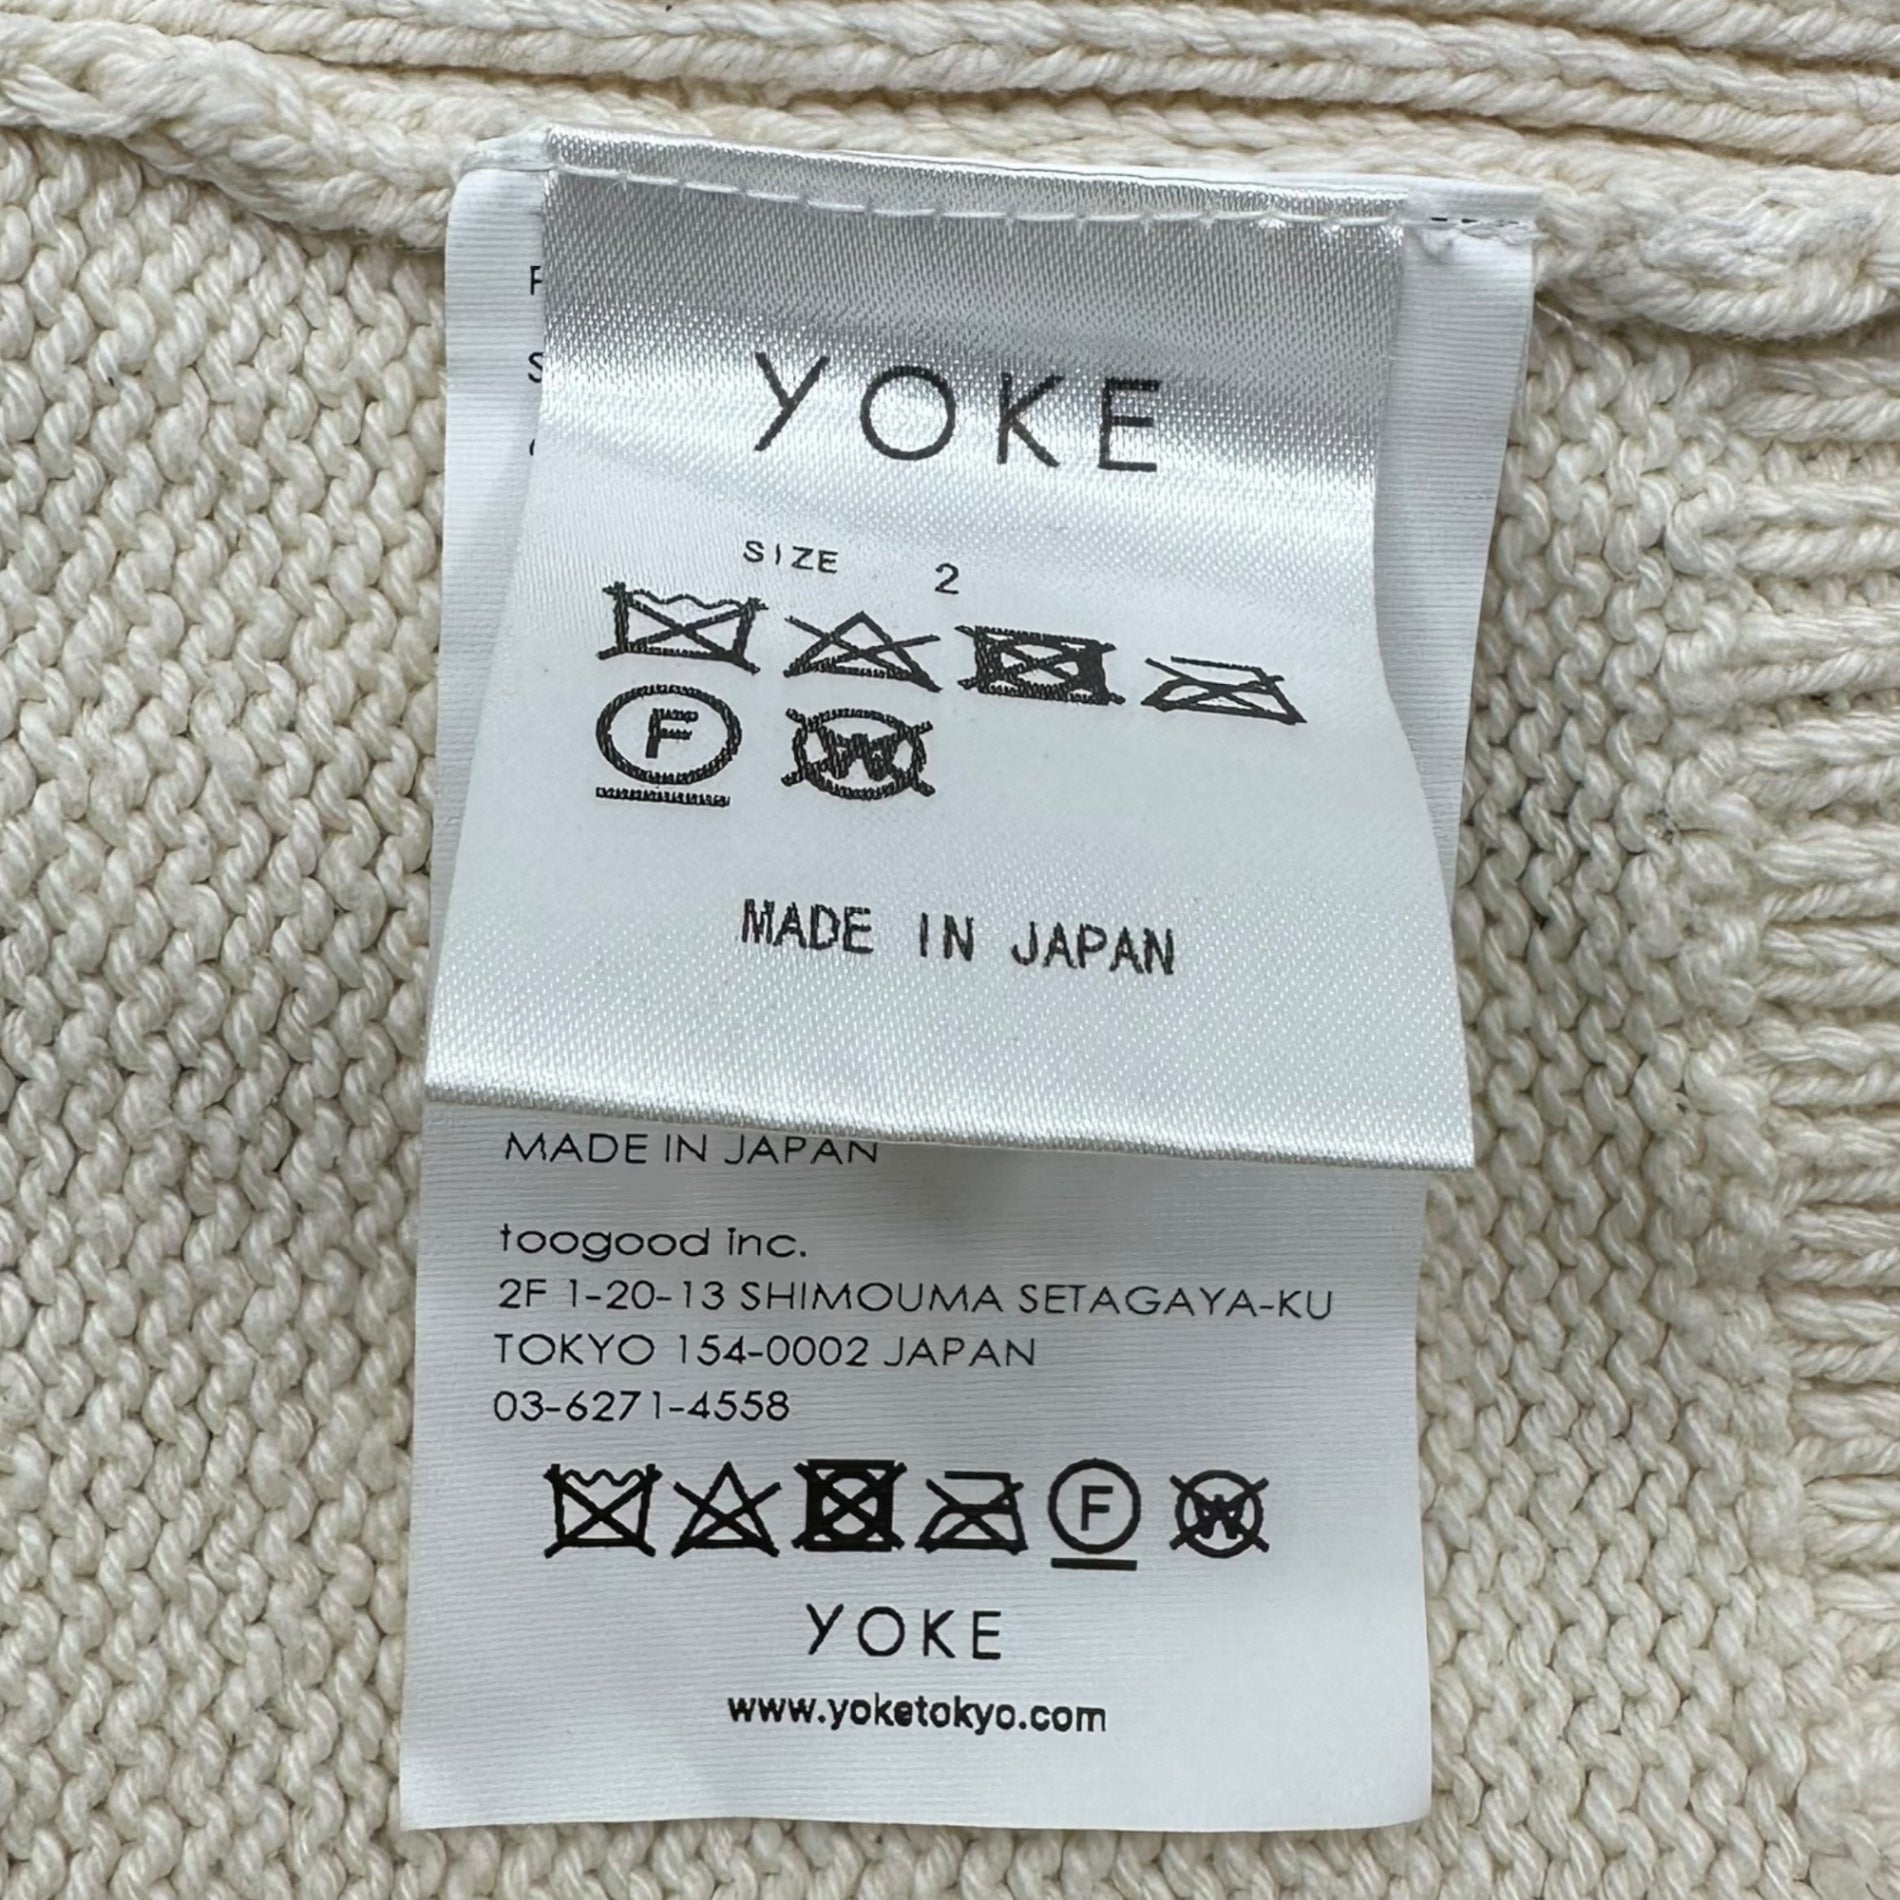 YOKE
SIZE 2
F
W
MADE IN JAPAN
MADE IN JAPAN
toogood inc.
2F 1-20-13 SHIMOUMA SETAGAYA-KU
TOKYO 154-0002 JAPAN
03-6271-4558
F W
YOKE
www.yoketokyo.com